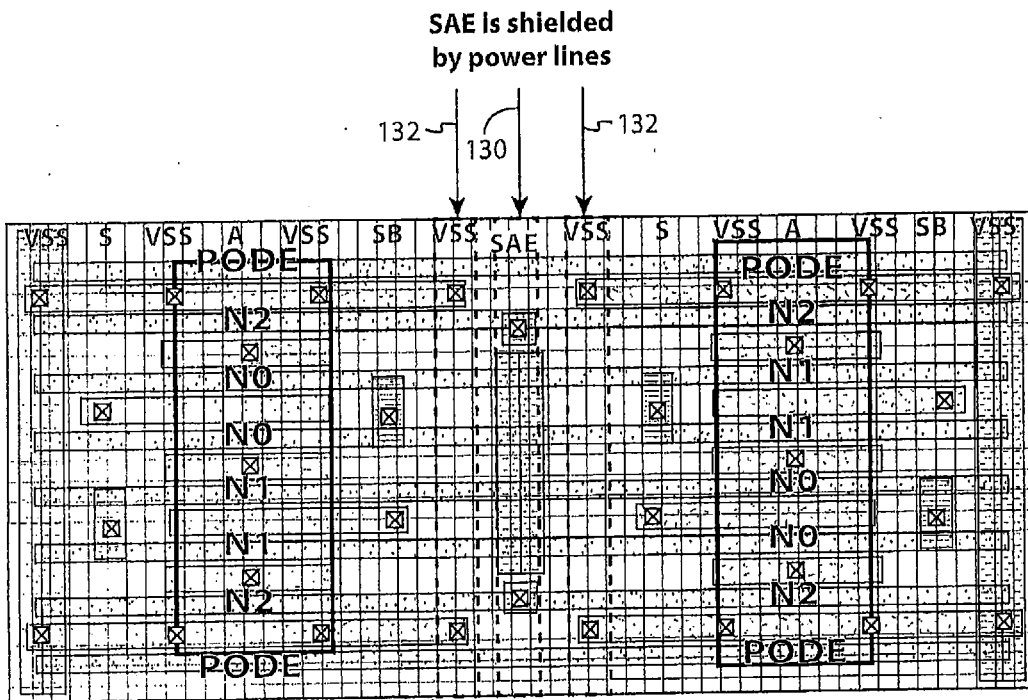 SAE is shielded
by power lines
132
130
132
VSS S VSS A VSS SB VSS SAE VSS S VSS A VSS SB VSS
PODE PODE
N2 N2
N0 N1
N0 N1
N1 N0
N1 N0
N2 N2
PODE PODE